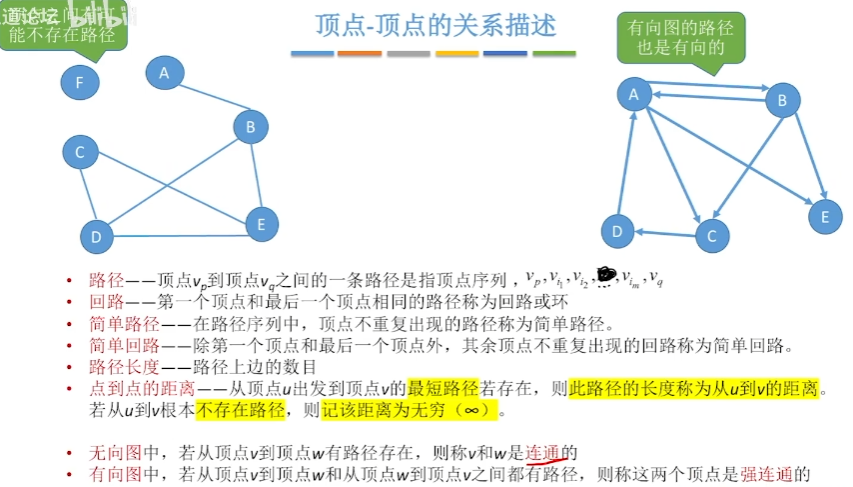 道论坛 bilibili
能不存在路径
顶点-顶点的关系描述
有向图的路径
也是有向的
F
A
B
C
D
E
A
B
C
D
E
• 路径——顶点vp到顶点vq之间的一条路径是指顶点序列，vp,vi1,vi2,
,vim,vq
• 回路——第一个顶点和最后一个顶点相同的路径称为回路或环
• 简单路径——在路径序列中，顶点不重复出现的路径称为简单路径。
• 简单回路——除第一个顶点和最后一个顶点外，其余顶点不重复出现的回路称为简单回路。
• 路径长度——路径上边的数目
• 点到点的距离——从顶点u出发到顶点v的最短路径若存在，则此路径的长度称为从u到v的距离。
若从u到v根本不存在路径，则记该距离为无穷（∞）。
• 无向图中，若从顶点v到顶点w有路径存在，则称v和w是连通的
• 有向图中，若从顶点v到顶点w和从顶点w到顶点v之间都有路径，则称这两个顶点是强连通的